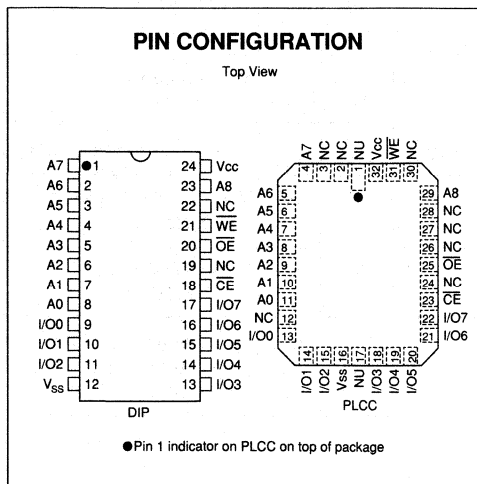 PIN CONFIGURATION
Top View
A7 1 24 Vcc
A6 2 23 A8
A5 3 22 NC
A4 4 21 W̅E̅
A3 5 20 O̅E̅
A2 6 19 NC
A1 7 18 C̅E̅
A0 8 17 I/O7
I/O0 9 16 I/O6
I/O1 10 15 I/O5
I/O2 11 14 I/O4
VSS 12 13 I/O3
DIP
A7 NC NC NU Vcc W̅E̅ NC
4 3 2 1 32 31 30
A6 5 29 A8
A5 6 28 NC
A4 7 27 NC
A3 8 26 NC
A2 9 25 O̅E̅
A1 10 24 NC
A0 11 23 C̅E̅
NC 12 22 I/O7
I/O0 13 21 I/O6
14 15 16 17 18 19 20
I/O1 I/O2 Vss NU I/O3 I/O4 I/O5
PLCC
●Pin 1 indicator on PLCC on top of package